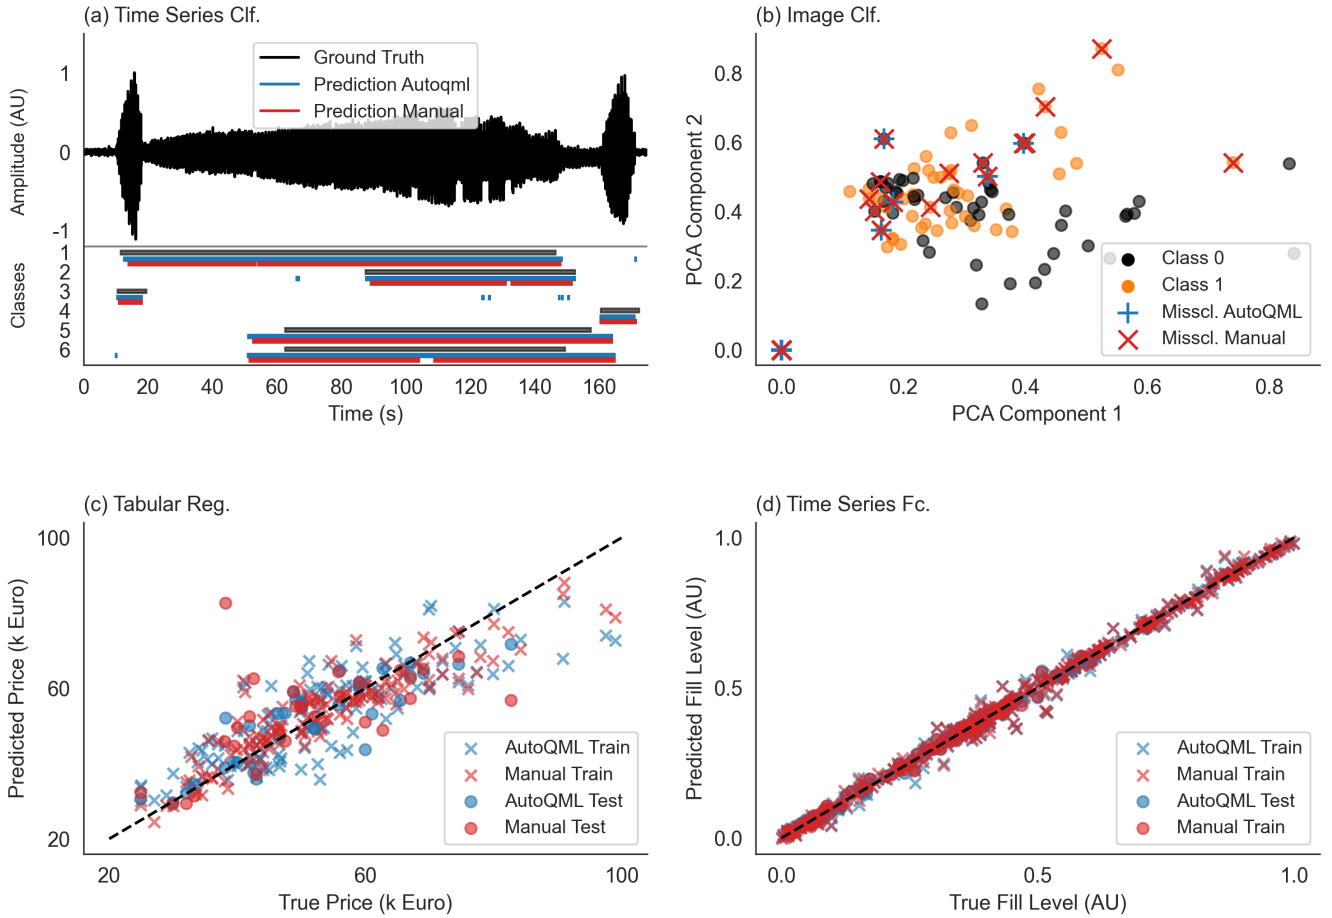 (a) Time Series Clf.
Amplitude (AU)
1
0
-1
Ground Truth
Prediction Autoqml
Prediction Manual
Classes
1
2
3
4
5
6
0 20 40 60 80 100 120 140 160
Time (s)
(b) Image Clf.
PCA Component 2
0.8
0.6
0.4
0.2
0.0
Class 0
Class 1
Misscl. AutoQML
Misscl. Manual
0.0 0.2 0.4 0.6 0.8
PCA Component 1
(c) Tabular Reg.
Predicted Price (k Euro)
100
60
20
AutoQML Train
Manual Train
AutoQML Test
Manual Test
20 60 100
True Price (k Euro)
(d) Time Series Fc.
Predicted Fill Level (AU)
1.0
0.5
0.0
AutoQML Train
Manual Train
AutoQML Test
Manual Train
0.0 0.5 1.0
True Fill Level (AU)